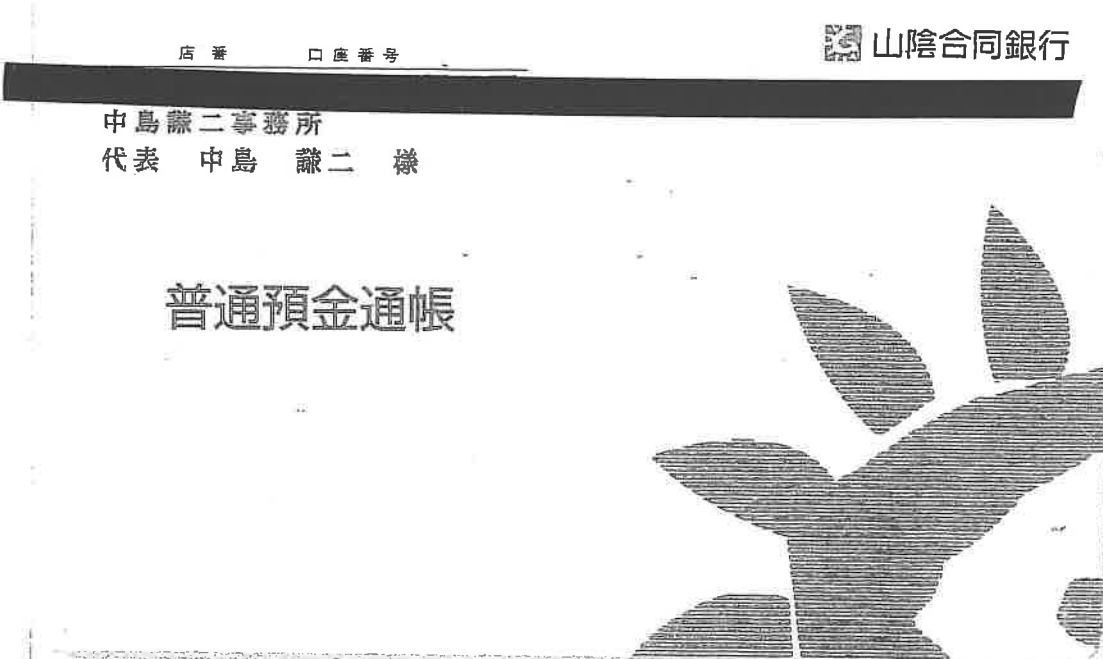 店番 口座番号
山陰合同銀行
中島謙二事務所
代表 中島 謙二 様
普通預金通帳